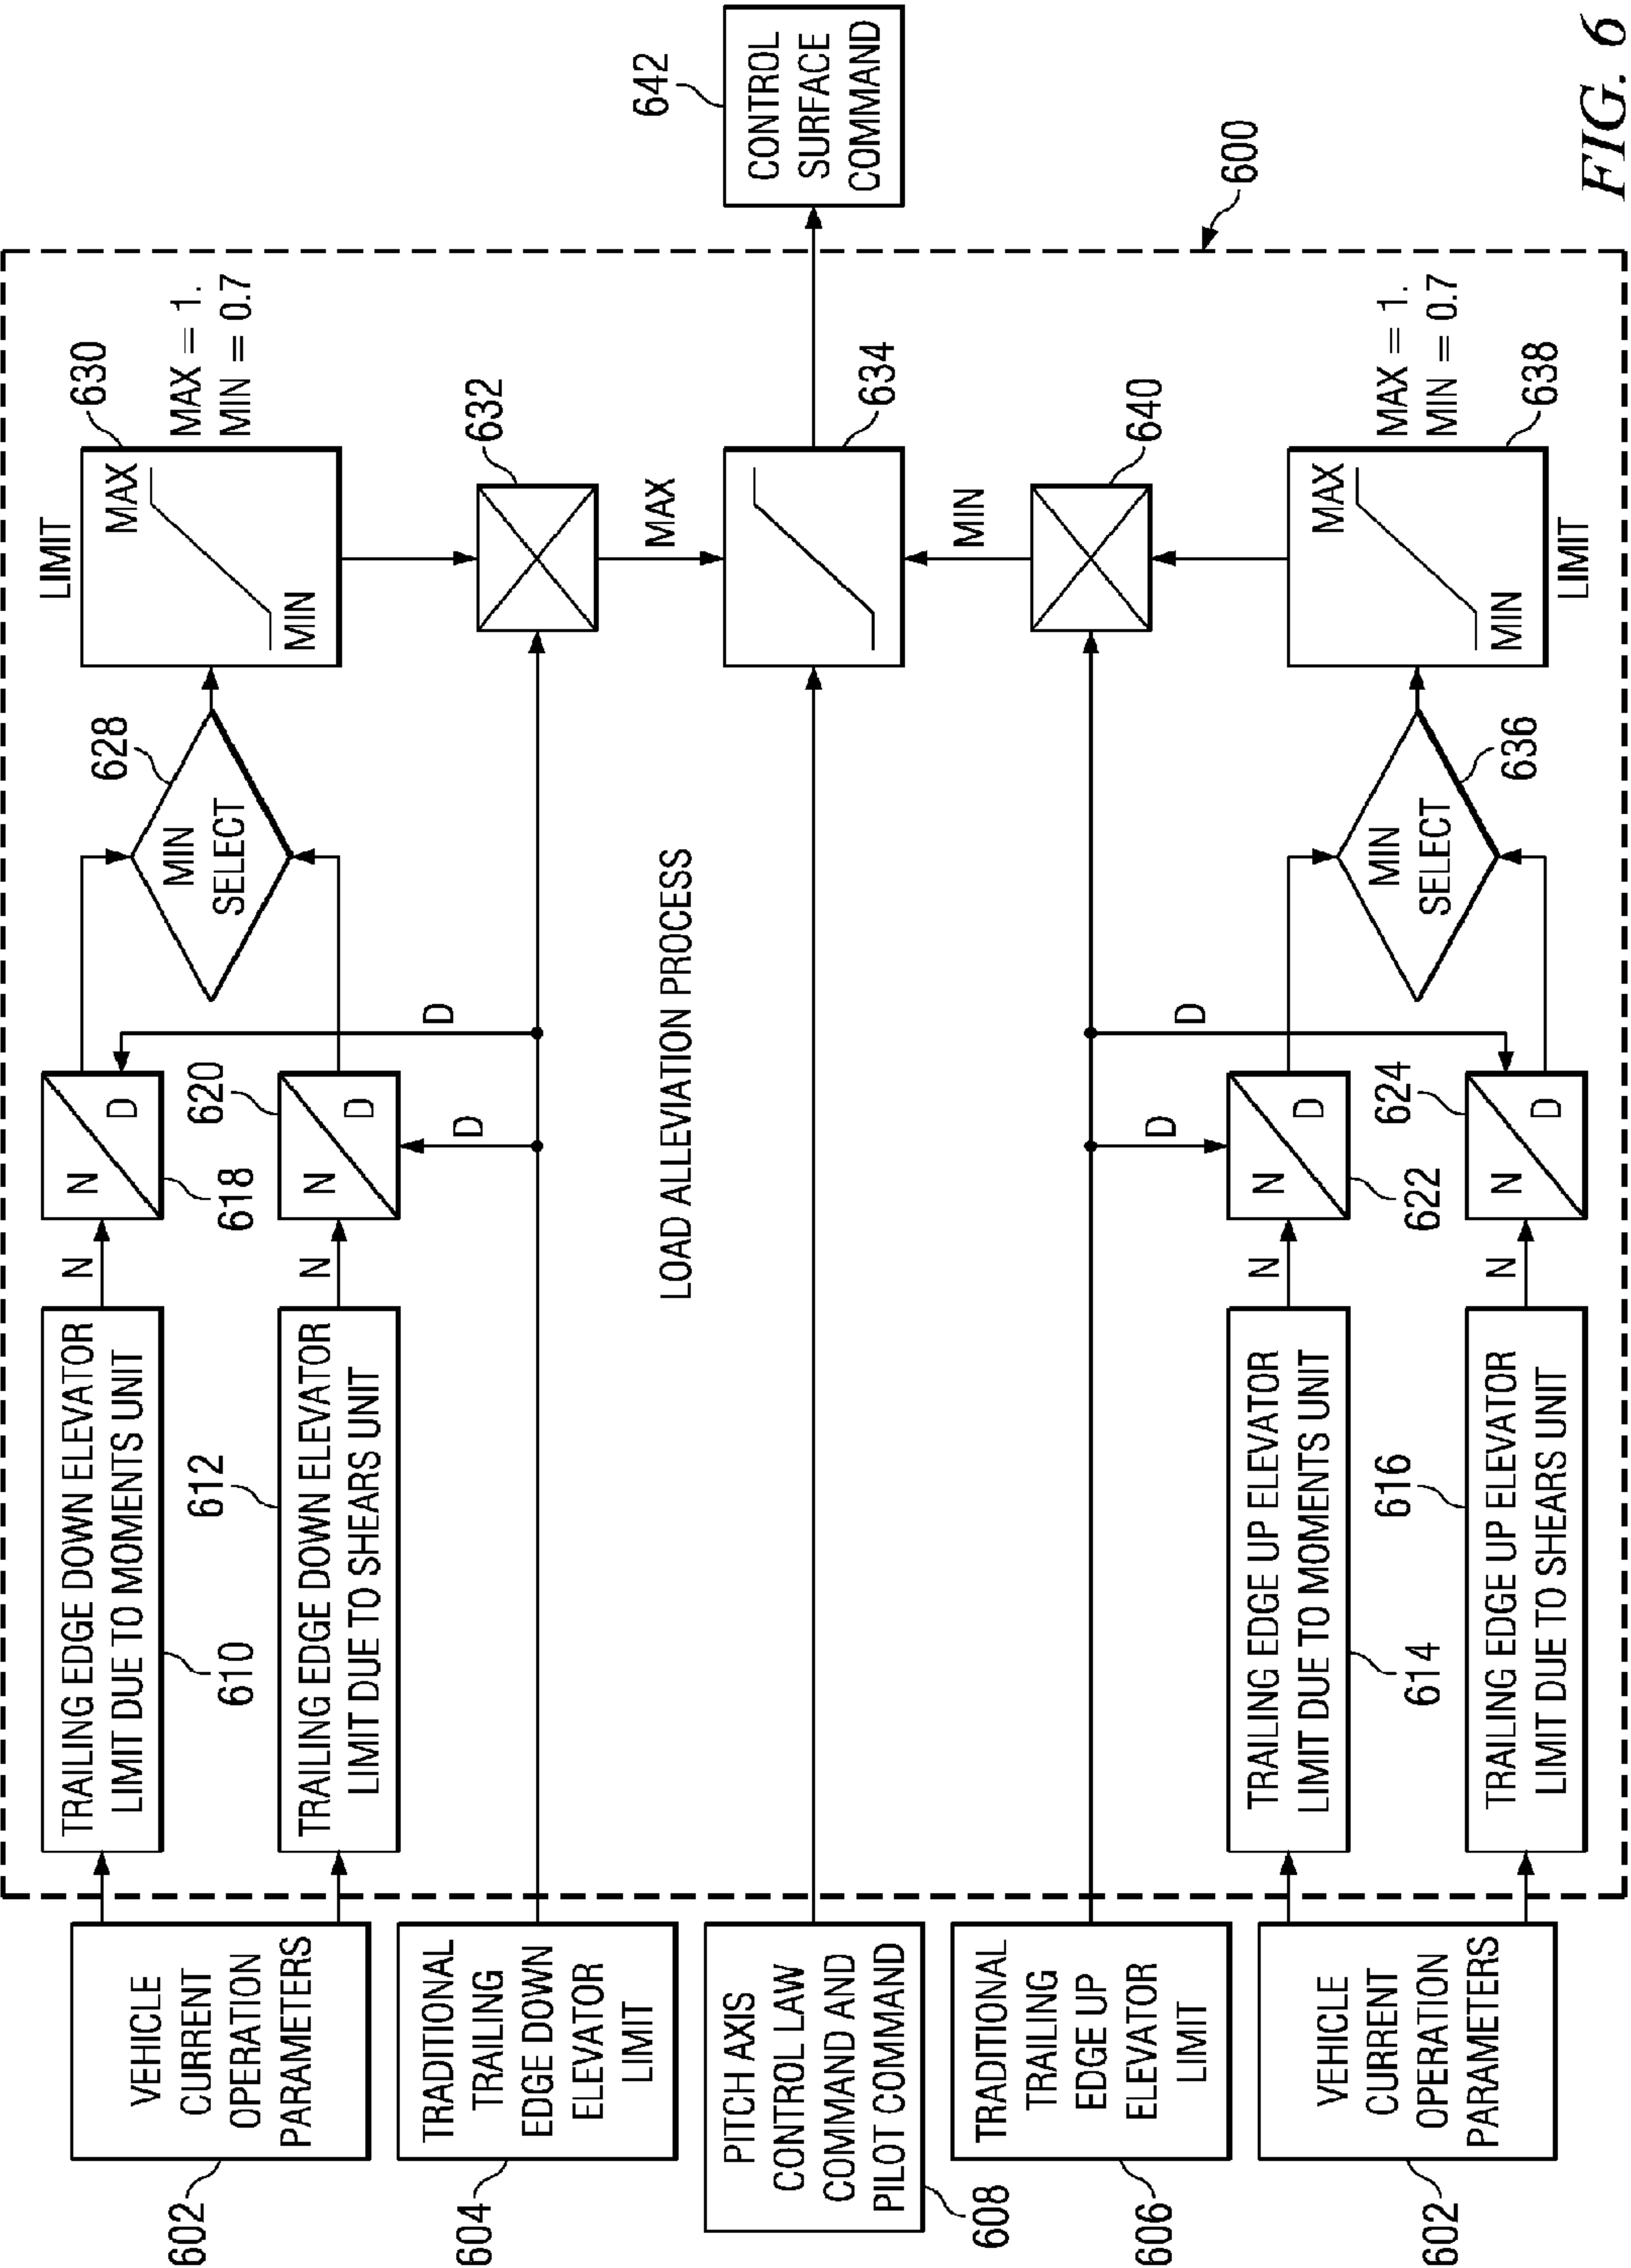 VEHICLE
CURRENT
OPERATION
PARAMETERS
602
TRADITIONAL
TRAILING
EDGE DOWN
ELEVATOR
LIMIT
604
PITCH AXIS
CONTROL LAW
COMMAND AND
PILOT COMMAND
608
TRADITIONAL
TRAILING
EDGE UP
ELEVATOR
LIMIT
606
VEHICLE
CURRENT
OPERATION
PARAMETERS
602
TRAILING EDGE DOWN ELEVATOR
LIMIT DUE TO MOMENTS UNIT
610
612
TRAILING EDGE DOWN ELEVATOR
LIMIT DUE TO SHEARS UNIT
TRAILING EDGE UP ELEVATOR
LIMIT DUE TO MOMENTS UNIT
614
616
TRAILING EDGE UP ELEVATOR
LIMIT DUE TO SHEARS UNIT
N
N
D
618
N
620
N
D
D
D
N
N
D
622
D
N
624
N
D
D
LOAD ALLEVIATION PROCESS
628
MIN
SELECT
MIN
SELECT
636
LIMIT
630
MAX
MIN
MAX = 1.
MIN = 0.7
632
MAX
634
MIN
640
MAX
MIN
LIMIT
MAX = 1.
MIN = 0.7
638
642
CONTROL
SURFACE
COMMAND
600
FIG. 6